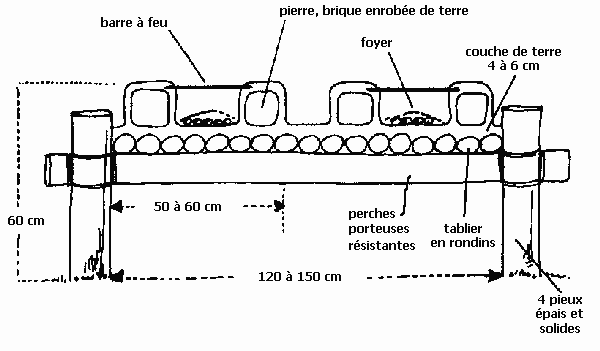 pierre, brique enrobée de terre
barre à feu
foyer
couche de terre
4 à 6 cm
60 cm
50 à 60 cm
perches
porteuses
résistantes
tablier
en rondins
120 à 150 cm
4 pieux
épais et
solides